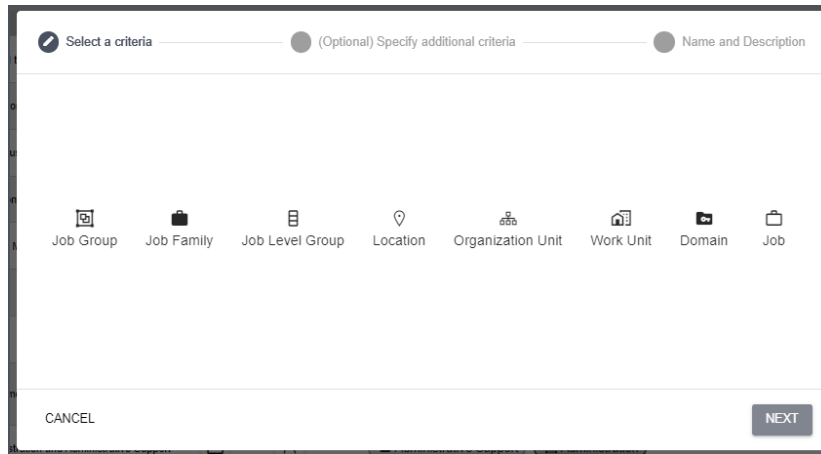 Select a criteria
(Optional) Specify additional criteria
Name and Description
Job Group
Job Family
Job Level Group
Location
Organization Unit
Work Unit
Domain
Job
CANCEL
NEXT